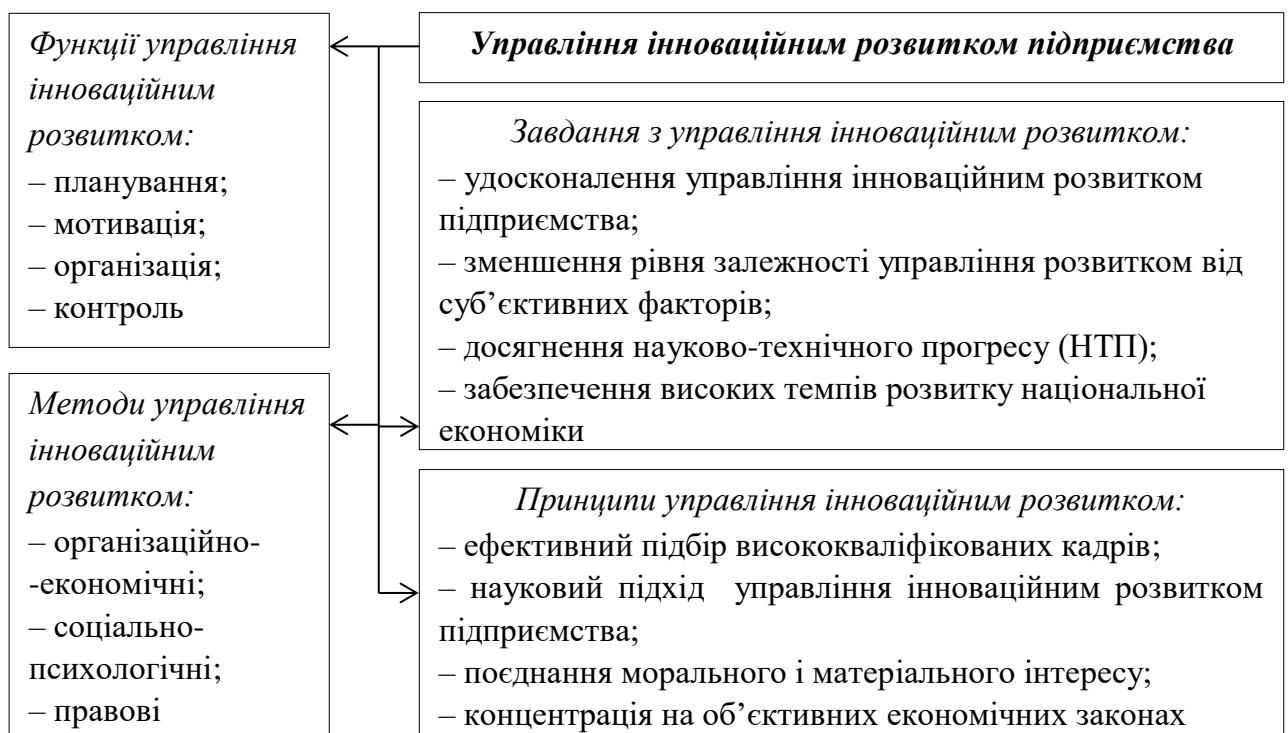 Функції управління
інноваційним
розвитком:
– планування;
– мотивація;
– організація;
– контроль
Управління інноваційним розвитком підприємства
Завдання з управління інноваційним розвитком:
– удосконалення управління інноваційним розвитком
підприємства;
– зменшення рівня залежності управління розвитком від
суб’єктивних факторів;
– досягнення науково-технічного прогресу (НТП);
– забезпечення високих темпів розвитку національної
економіки
Методи управління
інноваційним
розвитком:
– організаційно-
-економічні;
– соціально-
психологічні;
– правові
Принципи управління інноваційним розвитком:
– ефективний підбір висококваліфікованих кадрів;
– науковий підхід управління інноваційним розвитком
підприємства;
– поєднання морального і матеріального інтересу;
– концентрація на об’єктивних економічних законах